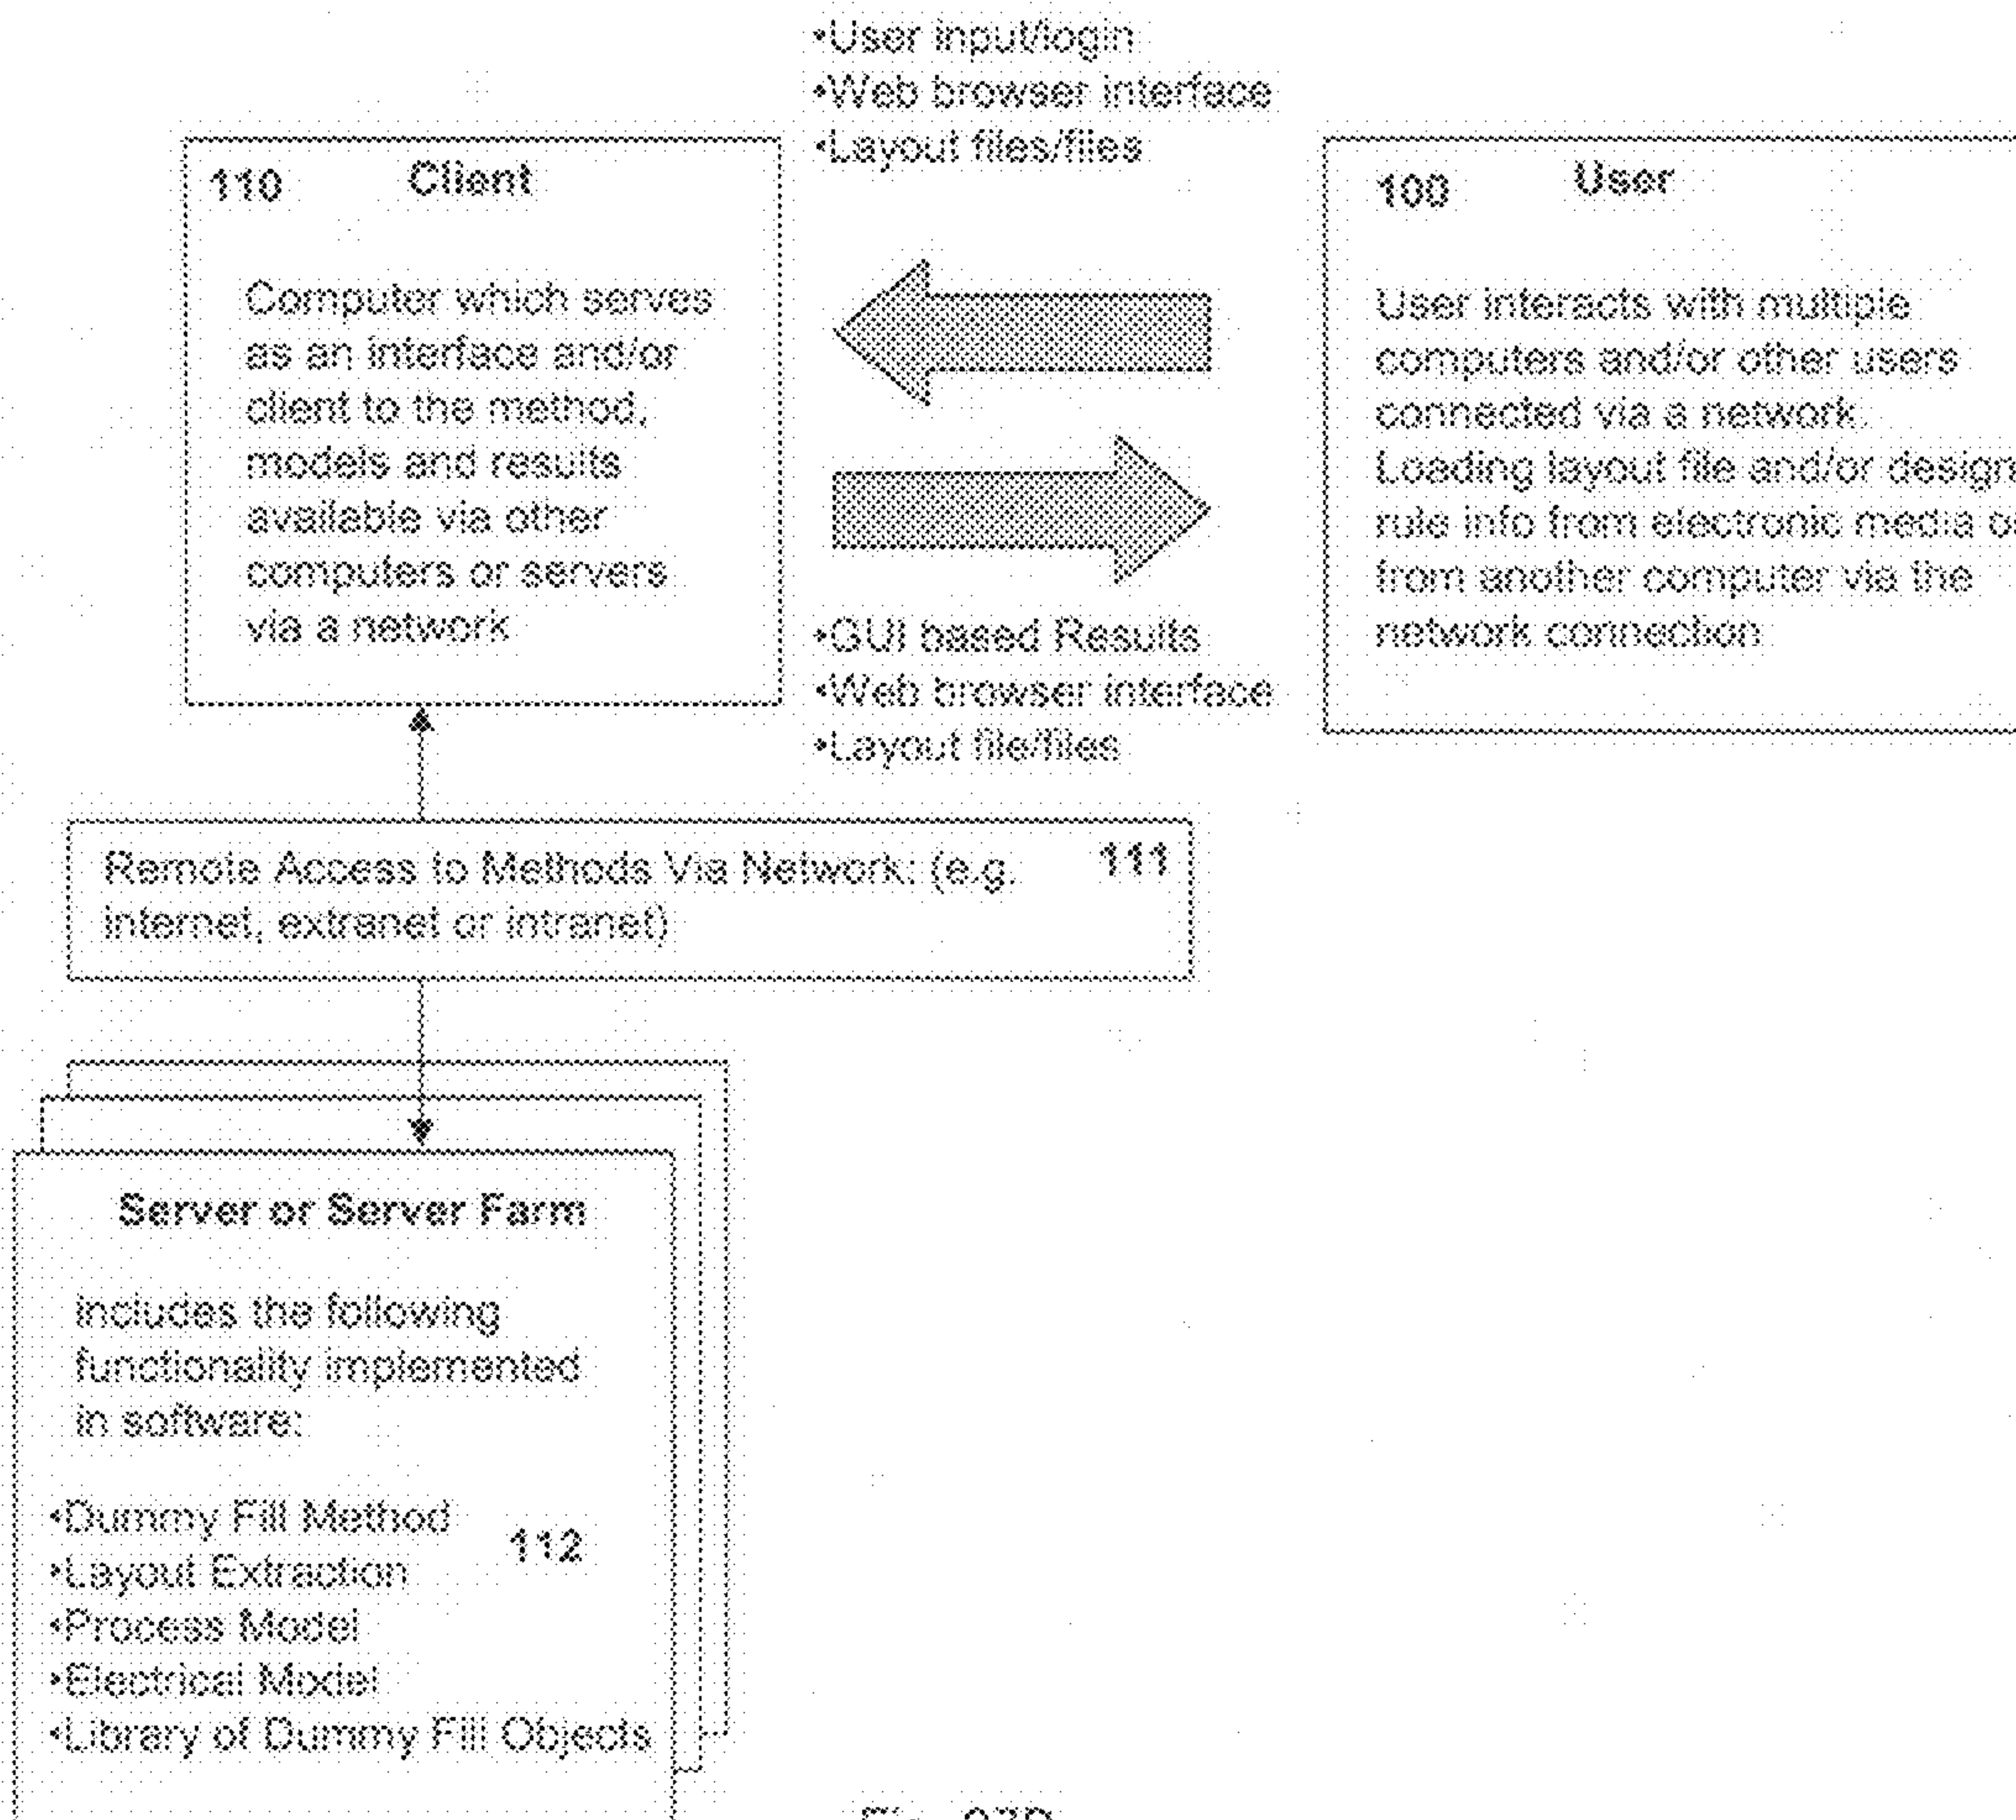 •User input/login
•Web browser interface
•Layout files/files
110 Client
Computer which serves
as an interface and/or
client to the method,
models and results
available via other
computers or servers
via a network
100 User
User interacts with multiple
computers and/or other users
connected via a network.
Loading layout file and/or design
rule info from electronic media
from another computer via the
network connection
•GUI based Results
•Web browser interface
•Layout file/files
Remote Access to Methods Via Network: (e.g. 111
internet, extranet or intranet)
Server or Server Farm
includes the following
functionality implemented
in software:
•Dummy Fill Method
112
•Layout Extraction
•Process Model
•Electrical Model
•Library of Dummy Fill Objects